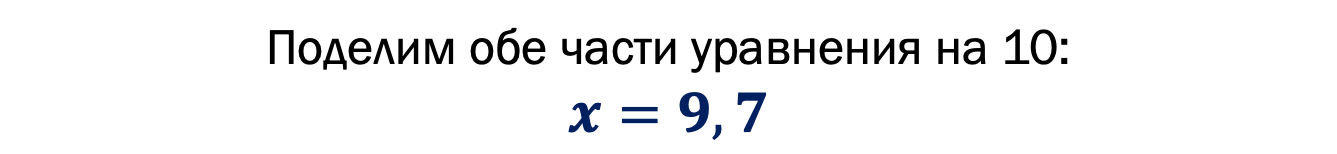 Поделим обе части уравнения на 10:
x = 9,7